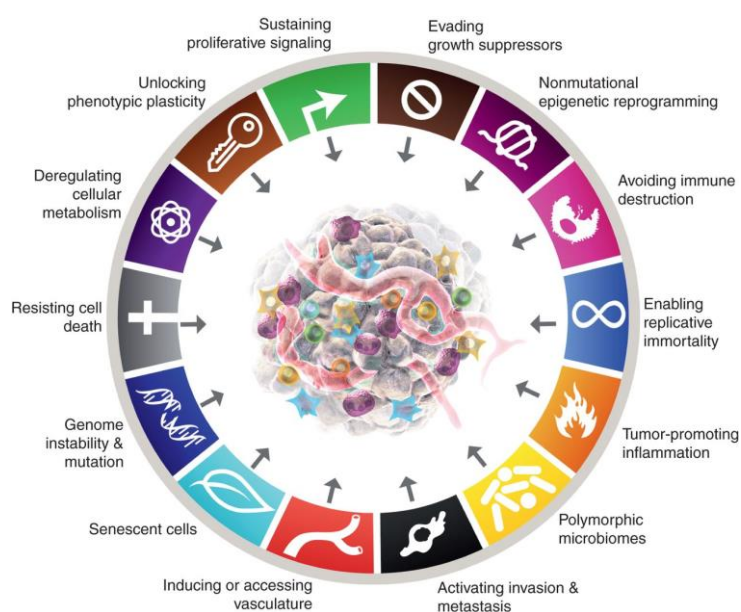 Sustaining
proliferative signaling
Evading
growth suppressors
Nonmutational
epigenetic reprogramming
Avoiding immune
destruction
Enabling
replicative
immortality
Tumor-promoting
inflammation
Polymorphic
microbiomes
Activating invasion &
metastasis
Inducing or accessing
vasculature
Senescent cells
Genome
instability &
mutation
Resisting cell
death
Deregulating
cellular
metabolism
Unlocking
phenotypic plasticity